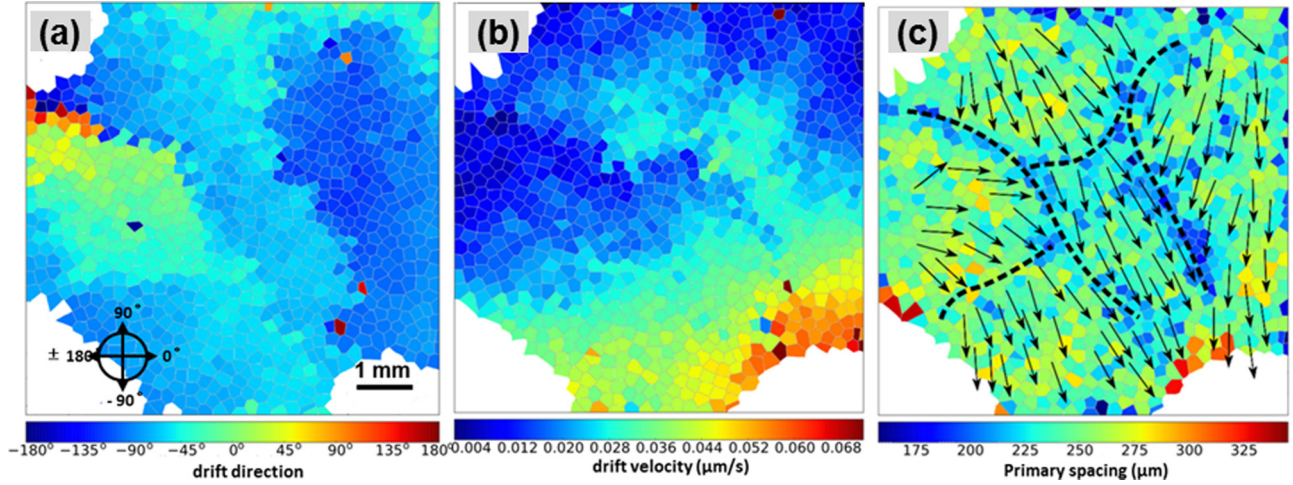 (a)
(b)
(c)
90°
± 180° 0°
- 90°
1 mm
−180° −135° −90° −45° 0° 45° 90° 135° 180°
drift direction
0.004 0.012 0.020 0.028 0.036 0.044 0.052 0.060 0.068
drift velocity (μm/s)
175 200 225 250 275 300 325
Primary spacing (μm)